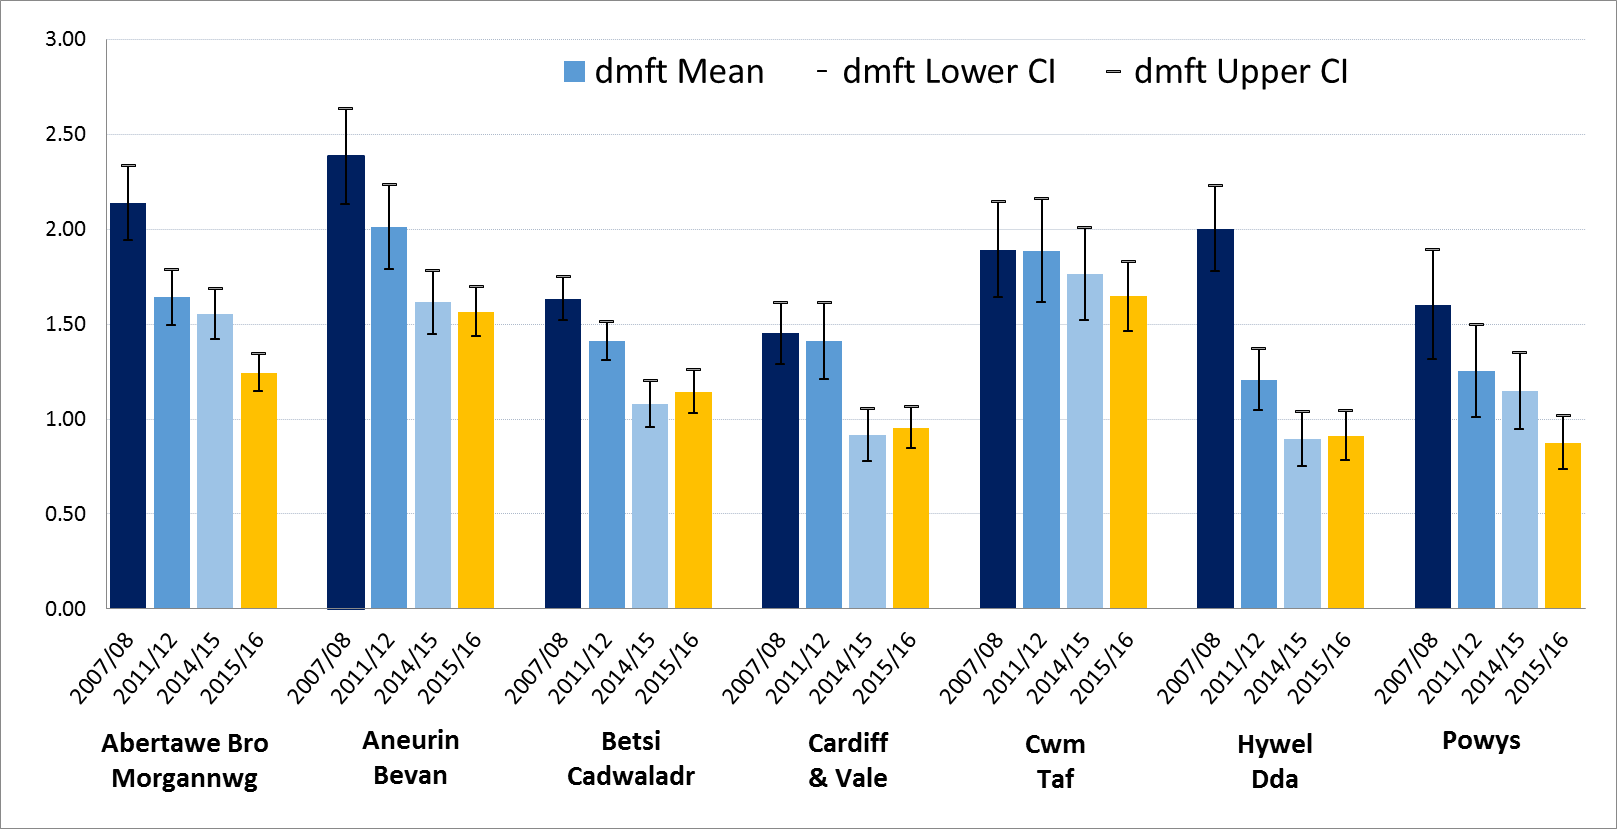 3.00
dmft Mean
dmft Lower CI
dmft Upper CI
2.50
2.00
1.50
1.00
0.50
0.00
2007/08
2011/12
2014/15
2015/16
2007/08
2011/12
2014/15
2015/16
2007/08
2011/12
2014/15
2015/16
2007/08
2011/12
2014/15
2015/16
2007/08
2011/12
2014/15
2015/16
2007/08
2011/12
2014/15
2015/16
2007/08
2011/12
2014/15
2015/16
Abertawe Bro
Morgannwg
Aneurin
Bevan
Betsi
Cadwaladr
Cardiff
& Vale
Cwm
Taf
Hywel
Dda
Powys